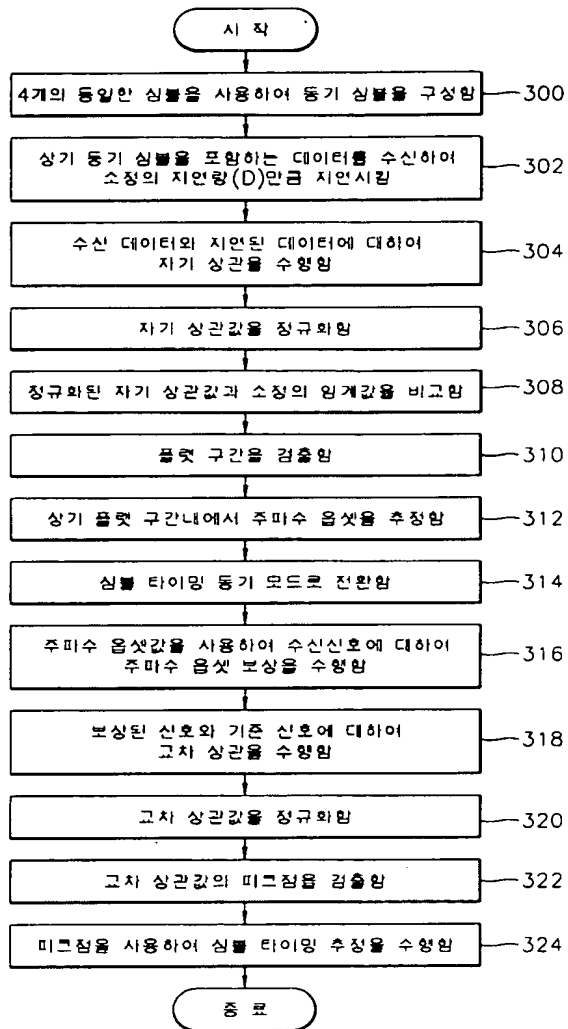 시 작
4개의 동일한 심볼을 사용하여 동기 심볼을 구성함
300
상기 동기 심볼을 포함하는 데이터를 수신하여
소정의 지연량(D)만큼 지연시킴
302
수신 데이터와 지연된 데이터에 대하여
자기 상관을 수행함
304
자기 상관값을 정규화함
306
정규화된 자기 상관값과 소정의 임계값을 비교함
308
플랫 구간을 검출함
310
상기 플랫 구간내에서 주파수 옵셋을 추정함
312
심볼 타이밍 동기 모드로 전환함
314
주파수 옵셋값을 사용하여 수신신호에 대하여
주파수 옵셋 보상을 수행함
316
보상된 신호와 기준 신호에 대하여
교차 상관을 수행함
318
교차 상관값을 정규화함
320
교차 상관값의 피크점을 검출함
322
피크점을 사용하여 심볼 타이밍 추정을 수행함
324
종 료